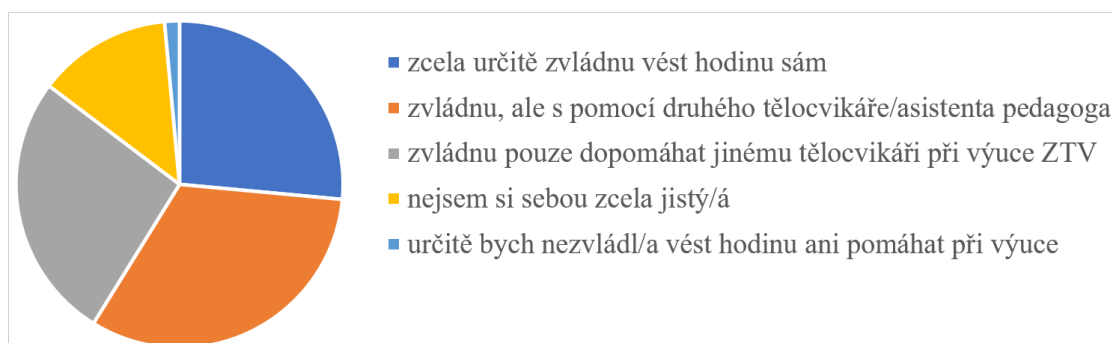 zcela určitě zvládnu vést hodinu sám
zvládnu, ale s pomocí druhého tělocvikáře/asistenta pedagoga
zvládnu pouze dopomáhat jinému tělocvikáři při výuce ZTV
nejsem si sebou zcela jistý/á
určitě bych nezvládl/a vést hodinu ani pomáhat při výuce